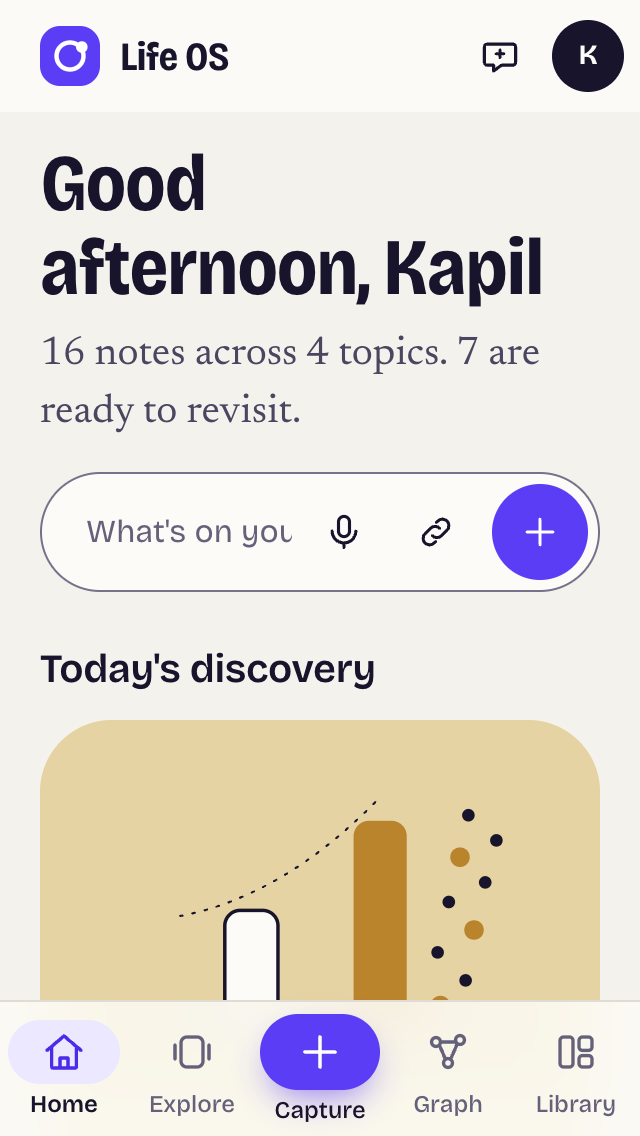 Life OS
K
Good
afternoon, Kapil
16 notes across 4 topics. 7 are
ready to revisit.
What's on you
Today's discovery
Home
Explore
Capture
Graph
Library